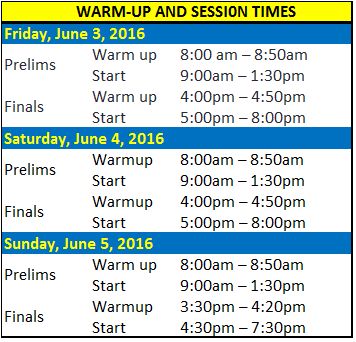 WARM-UP AND SESSI0N TIMES
Friday, June 3, 2016
Prelims Warm up 8:00 am – 8:50am
Start 9:00am – 1:30pm
Finals Warm up 4:00pm – 4:50pm
Start 5:00pm – 8:00pm
Saturday, June 4, 2016
Prelims Warmup 8:00am – 8:50am
Start 9:00am – 1:30pm
Finals Warmup 4:00pm – 4:50pm
Start 5:00pm – 8:00pm
Sunday, June 5, 2016
Prelims Warm up 8:00am – 8:50am
Start 9:00am – 1:30pm
Finals Warmup 3:30pm – 4:20pm
Start 4:30pm – 7:30pm